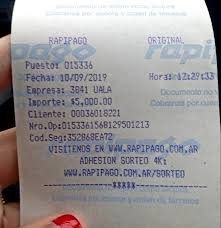 RAPIPAGO ORIGINAL
Puesto: 015336
Fecha: 10/09/2019 Hora: 12:29:33
Empresa: 3841 UALA
Importe: $5,000.00
Cliente: 00036018221
Nro.Op: 0153361568129501213
Cod.Seg: 352B68EA72
VISITENOS EN WWW.RAPIPAGO.COM.AR
ADHESION SORTEO 4K:
WWW.RAPIPAGO.COM.AR/SORTEO
*****